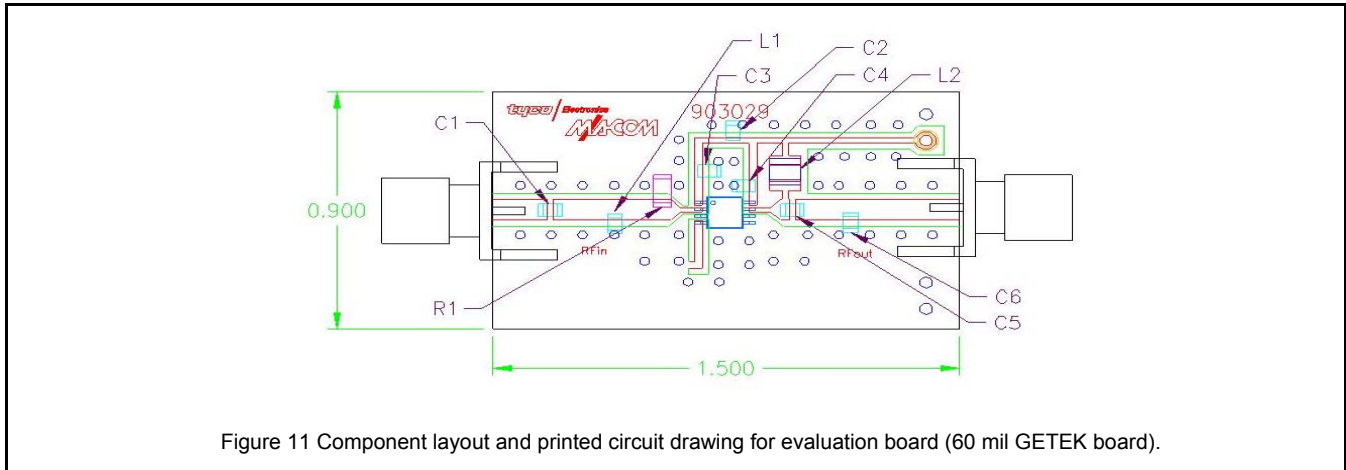 L1
C2
C3
C4
L2
tyco / Electronics
M/A-COM
903029
C1
0.900
RFin
RFout
R1
C6
C5
1.500
Figure 11 Component layout and printed circuit drawing for evaluation board (60 mil GETEK board).